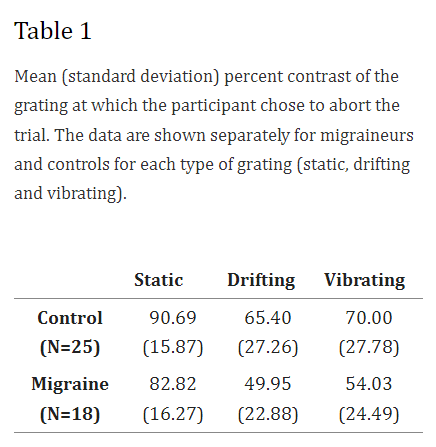 Table 1
Mean (standard deviation) percent contrast of the
grating at which the participant chose to abort the
trial. The data are shown separately for migraineurs
and controls for each type of grating (static, drifting
and vibrating).
Static Drifting Vibrating
Control 90.69 65.40 70.00
(N=25) (15.87) (27.26) (27.78)
Migraine 82.82 49.95 54.03
(N=18) (16.27) (22.88) (24.49)